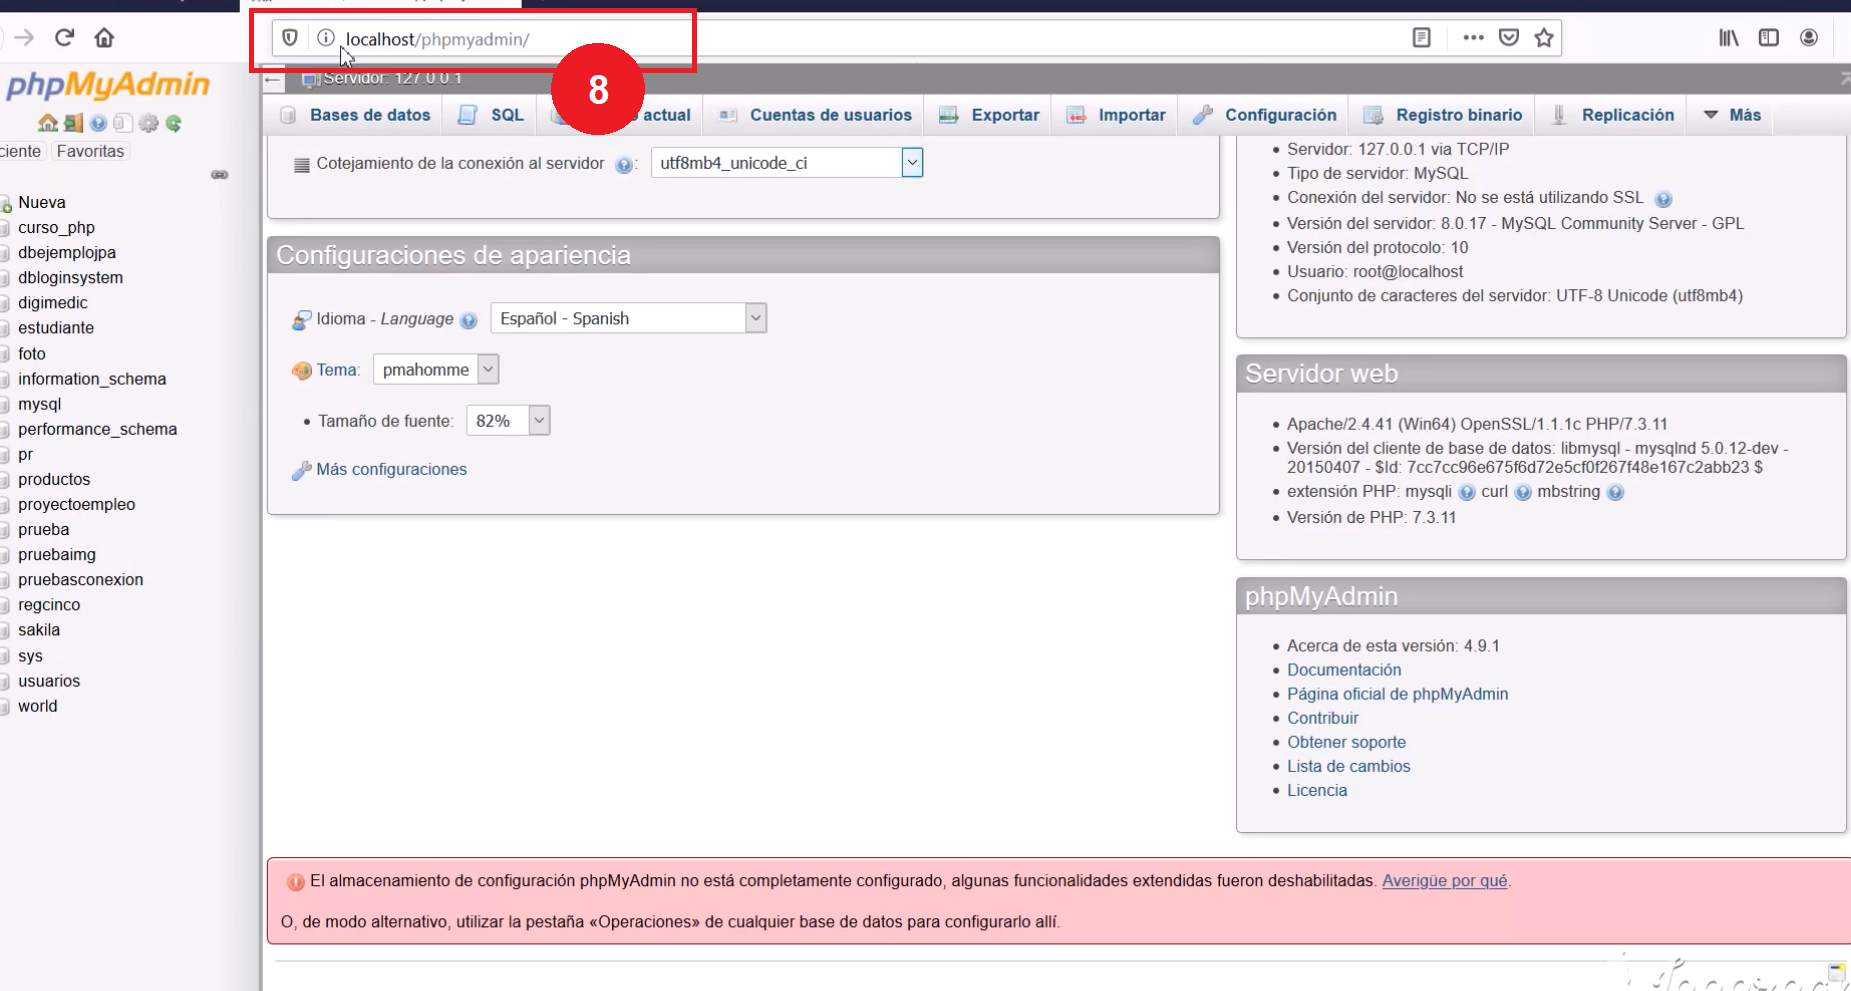 localhost/phpmyadmin/
8
phpMyAdmin
Servidor: 127.0.0.1
Bases de datos
SQL
actual
Cuentas de usuarios
Exportar
Importar
Configuración
Registro binario
Replicación
Más
ciente
Favoritas
Nueva
curso_php
dbejemplojpa
dbloginsystem
digimedic
estudiante
foto
information_schema
mysql
performance_schema
pr
productos
proyectoempleo
prueba
pruebaimg
pruebasconexion
regcinco
sakila
sys
usuarios
world
Cotejamiento de la conexión al servidor : utf8mb4_unicode_ci
Configuraciones de apariencia
Idioma - Language Español - Spanish
Tema: pmahomme
• Tamaño de fuente: 82%
Más configuraciones
• Servidor: 127.0.0.1 via TCP/IP
• Tipo de servidor: MySQL
• Conexión del servidor: No se está utilizando SSL
• Versión del servidor: 8.0.17 - MySQL Community Server - GPL
• Versión del protocolo: 10
• Usuario: root@localhost
• Conjunto de caracteres del servidor: UTF-8 Unicode (utf8mb4)
Servidor web
• Apache/2.4.41 (Win64) OpenSSL/1.1.1c PHP/7.3.11
• Versión del cliente de base de datos: libmysql - mysqlnd 5.0.12-dev -
20150407 - $Id: 7cc7cc96e675f6d72e5cf0f267f48e167c2abb23 $
• extensión PHP: mysqli curl mbstring
• Versión de PHP: 7.3.11
phpMyAdmin
• Acerca de esta versión: 4.9.1
• Documentación
• Página oficial de phpMyAdmin
• Contribuir
• Obtener soporte
• Lista de cambios
• Licencia
El almacenamiento de configuración phpMyAdmin no está completamente configurado, algunas funcionalidades extendidas fueron deshabilitadas. Averigüe por qué.
O, de modo alternativo, utilizar la pestaña «Operaciones» de cualquier base de datos para configurarlo allí.